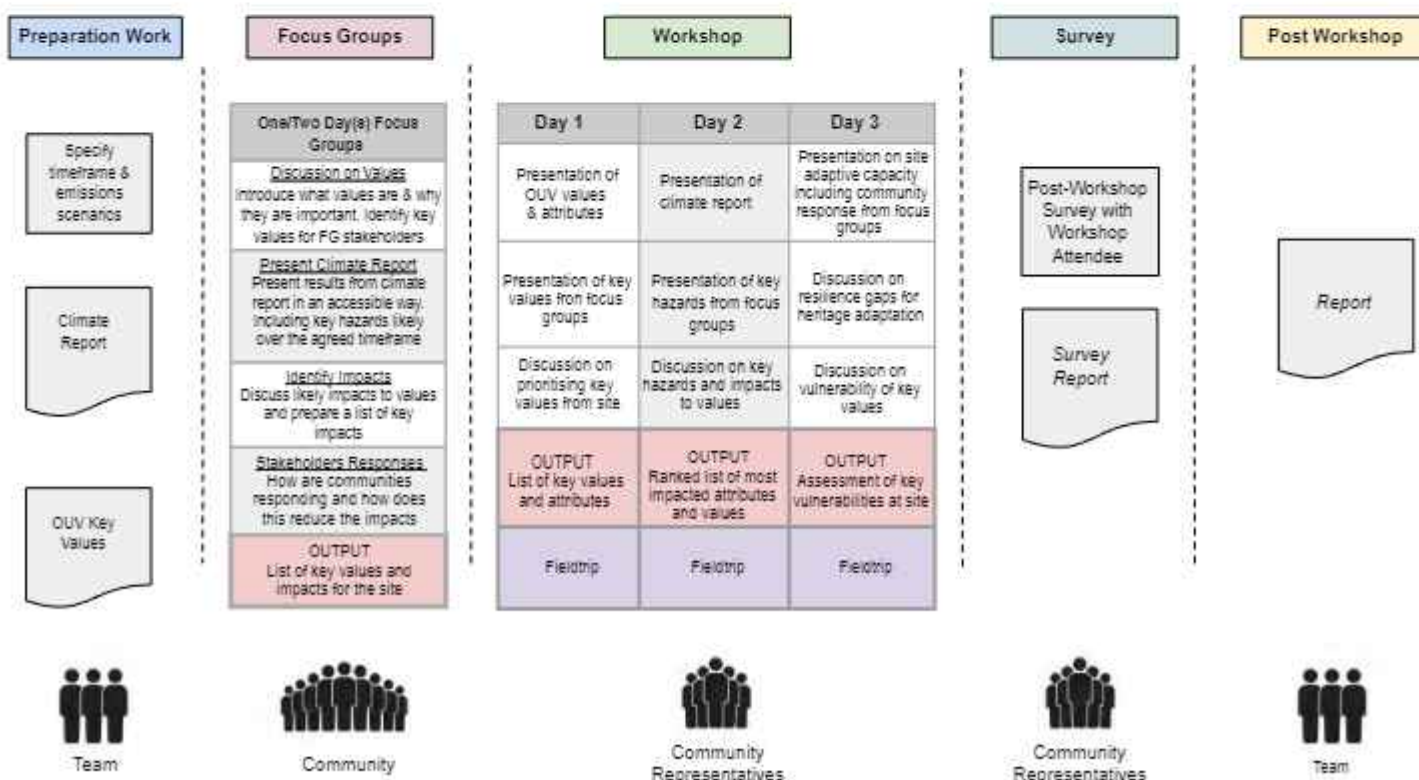 Preparation Work
Focus Groups
Workshop
Survey
Post Workshop
Specify
timeframe &
emissions
scenarios
Climate
Report
OUV Key
Values
One/Two Day(s) Focus
Groups
Discussion on Values
Introduce what values are & why
they are important. Identify key
values for FG stakeholders
Present Climate Report
Present results from climate
report in an accessible way.
Including key hazards likely
over the agreed timeframe
Identify Impacts
Discuss likely impacts to values
and prepare a list of key
impacts
Stakeholders Responses
How are communities
responding and how does
this reduce the impacts
OUTPUT
List of key values and
impacts for the site
Day 1
Day 2
Day 3
Presentation of
OUV values
& attributes
Presentation of
climate report
Presentation on site
adaptive capacity
including community
response from focus
groups
Presentation of key
values from focus
groups
Presentation of key
hazards from focus
groups
Discussion on
resilience gaps for
heritage adaptation
Discussion on
prioritising key
values from site
Discussion on key
hazards and impacts
to values
Discussion on
vulnerability of key
values
OUTPUT
List of key values
and attributes
OUTPUT
Ranked list of most
impacted attributes
and values
OUTPUT
Assessment of key
vulnerabilities at site
Fieldtrip
Fieldtrip
Fieldtrip
Post-Workshop
Survey with
Workshop
Attendee
Survey
Report
Report
Team
Community
Community
Representatives
Community
Representatives
Team